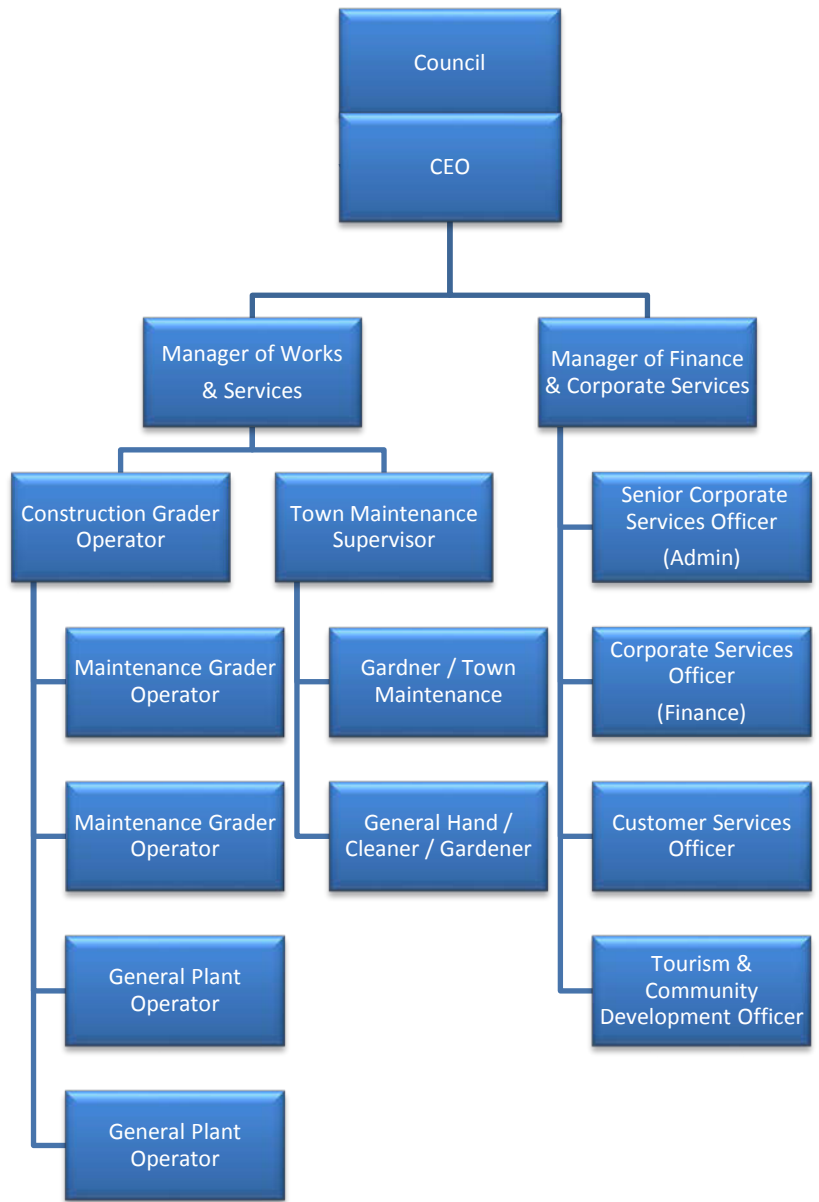 Council
CEO
Manager of Works
& Services
Manager of Finance
& Corporate Services
Construction Grader
Operator
Town Maintenance
Supervisor
Senior Corporate
Services Officer
(Admin)
Maintenance Grader
Operator
Gardner / Town
Maintenance
Corporate Services
Officer
(Finance)
Maintenance Grader
Operator
General Hand /
Cleaner / Gardener
Customer Services
Officer
General Plant
Operator
Tourism &
Community
Development Officer
General Plant
Operator